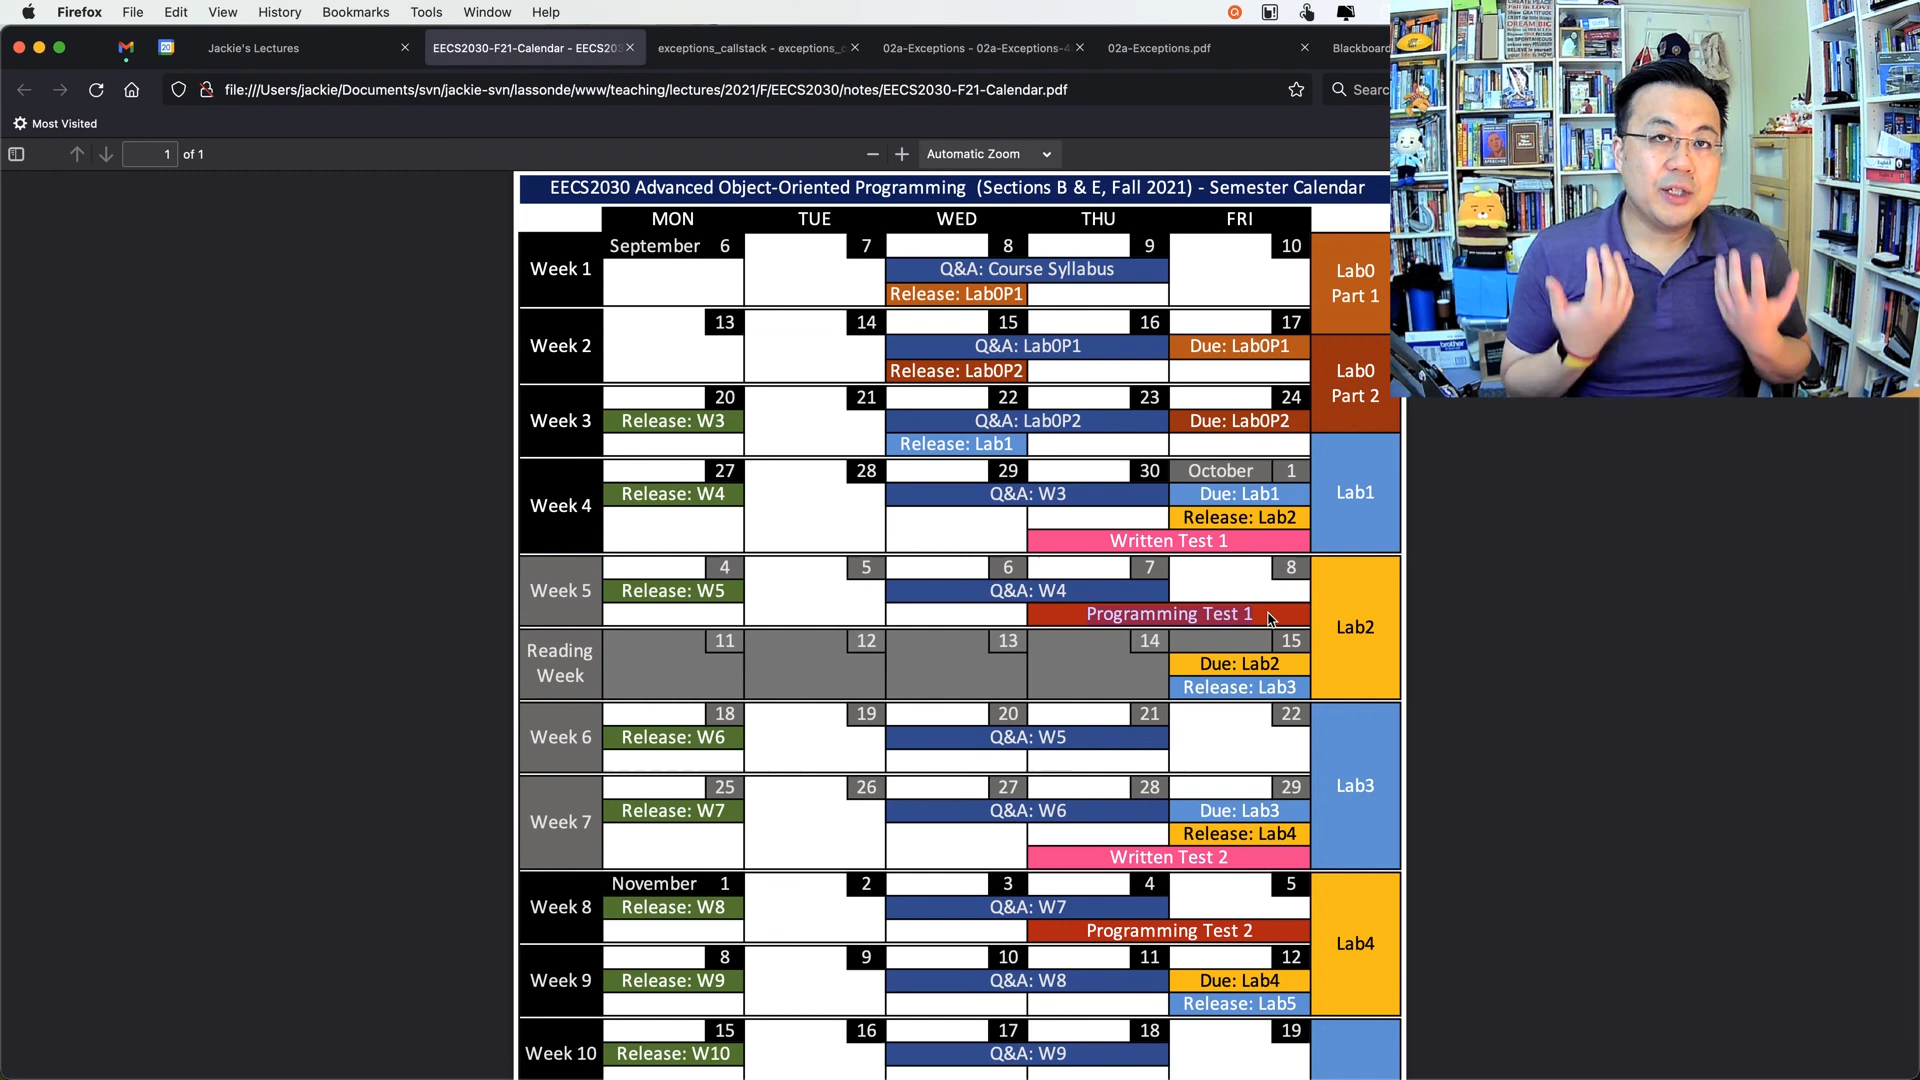 Firefox File Edit View History Bookmarks Tools Window Help
Jackie's Lectures
EECS2030-F21-Calendar - EECS20
exceptions_callstack - exceptions_c
02a-Exceptions - 02a-Exceptions-4
02a-Exceptions.pdf
Blackboard
file:///Users/jackie/Documents/svn/jackie-svn/lassonde/www/teaching/lectures/2021/F/EECS2030/notes/EECS2030-F21-Calendar.pdf
Searc
Most Visited
1 of 1
Automatic Zoom
EECS2030 Advanced Object-Oriented Programming (Sections B & E, Fall 2021) - Semester Calendar
MON TUE WED THU FRI
September 6 7 8 9 10
Week 1
Q&A: Course Syllabus
Release: Lab0P1
Lab0
Part 1
13 14 15 16 17
Week 2
Q&A: Lab0P1
Due: Lab0P1
Release: Lab0P2
Lab0
Part 2
20 21 22 23 24
Week 3
Release: W3
Q&A: Lab0P2
Due: Lab0P2
Release: Lab1
27 28 29 30 October 1
Week 4
Release: W4
Q&A: W3
Due: Lab1
Release: Lab2
Written Test 1
Lab1
4 5 6 7 8
Week 5
Release: W5
Q&A: W4
Programming Test 1
Lab2
11 12 13 14 15
Reading
Week
Due: Lab2
Release: Lab3
18 19 20 21 22
Week 6
Release: W6
Q&A: W5
25 26 27 28 29
Week 7
Release: W7
Q&A: W6
Due: Lab3
Release: Lab4
Written Test 2
Lab3
November 1 2 3 4 5
Week 8
Release: W8
Q&A: W7
Programming Test 2
Lab4
8 9 10 11 12
Week 9
Release: W9
Q&A: W8
Due: Lab4
Release: Lab5
15 16 17 18 19
Week 10
Release: W10
Q&A: W9
brother